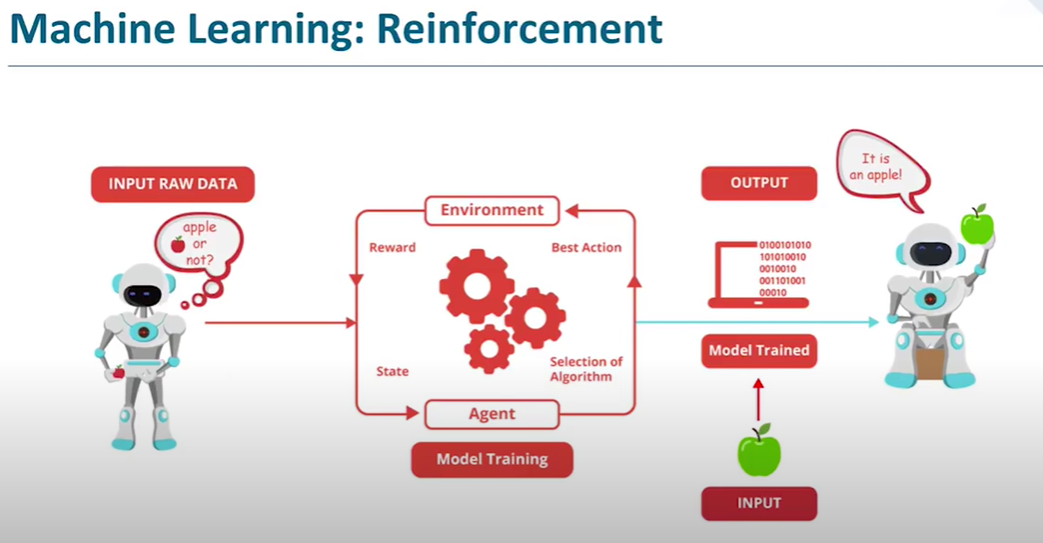 Machine Learning: Reinforcement
INPUT RAW DATA
apple
or
not?
Environment
Reward
Best Action
State
Selection of
Algorithm
Agent
Model Training
OUTPUT
0100101010
101010010
0010010
001101001
00010
Model Trained
INPUT
It is
an apple!